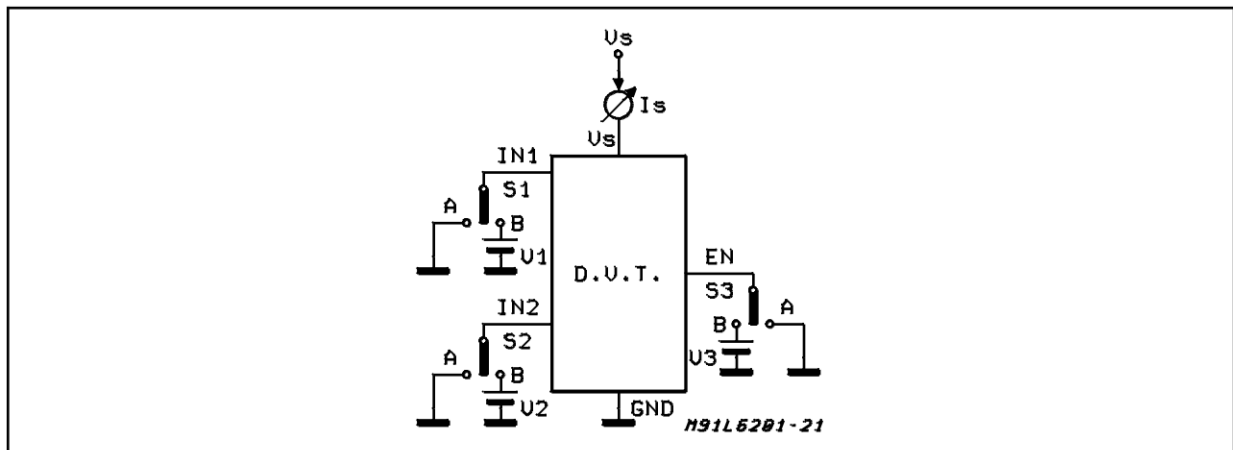 Vs
Is
Vs
IN1
S1
A
B
V1
D.U.T.
EN
S3
A
B
V3
IN2
S2
A
B
V2
GND
M91L6201-21